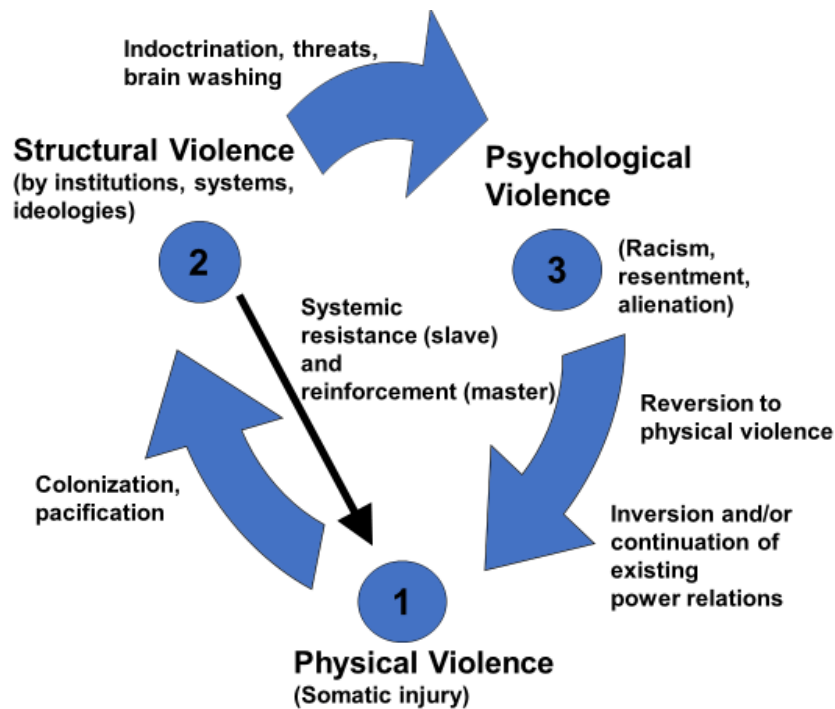 Indoctrination, threats,
brain washing
Structural Violence
(by institutions, systems,
ideologies)
2
Psychological
Violence
3
(Racism,
resentment,
alienation)
Systemic
resistance (slave)
and
reinforcement (master)
Reversion to
physical violence
Inversion and/or
continuation of
existing
power relations
Colonization,
pacification
1
Physical Violence
(Somatic injury)